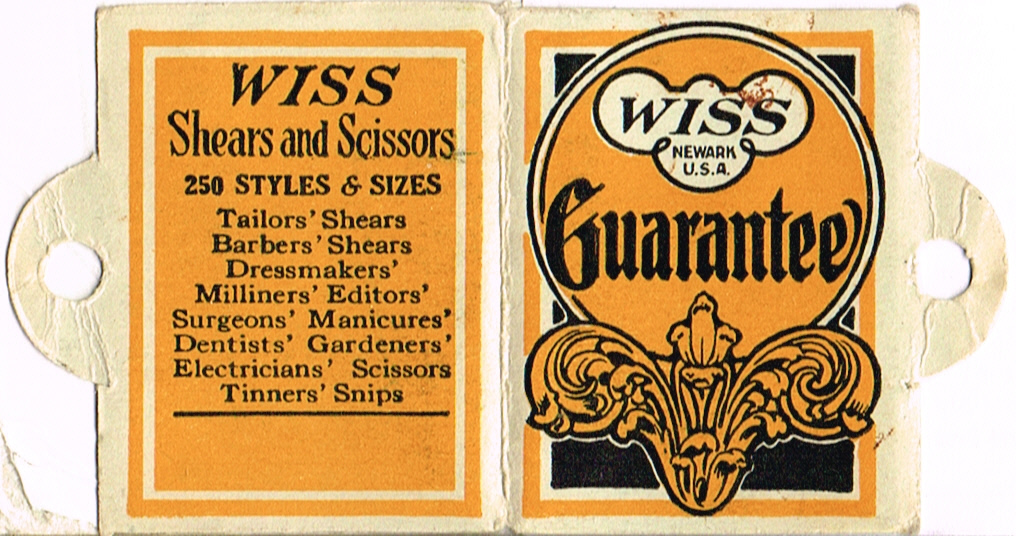 WISS
Shears and Scissors
250 STYLES & SIZES
Tailors' Shears
Barbers' Shears
Dressmakers'
Milliners' Editors'
Surgeons' Manicures'
Dentists' Gardeners'
Electricians' Scissors
Tinners' Snips
WISS
NEWARK
U.S.A.
Guarantee